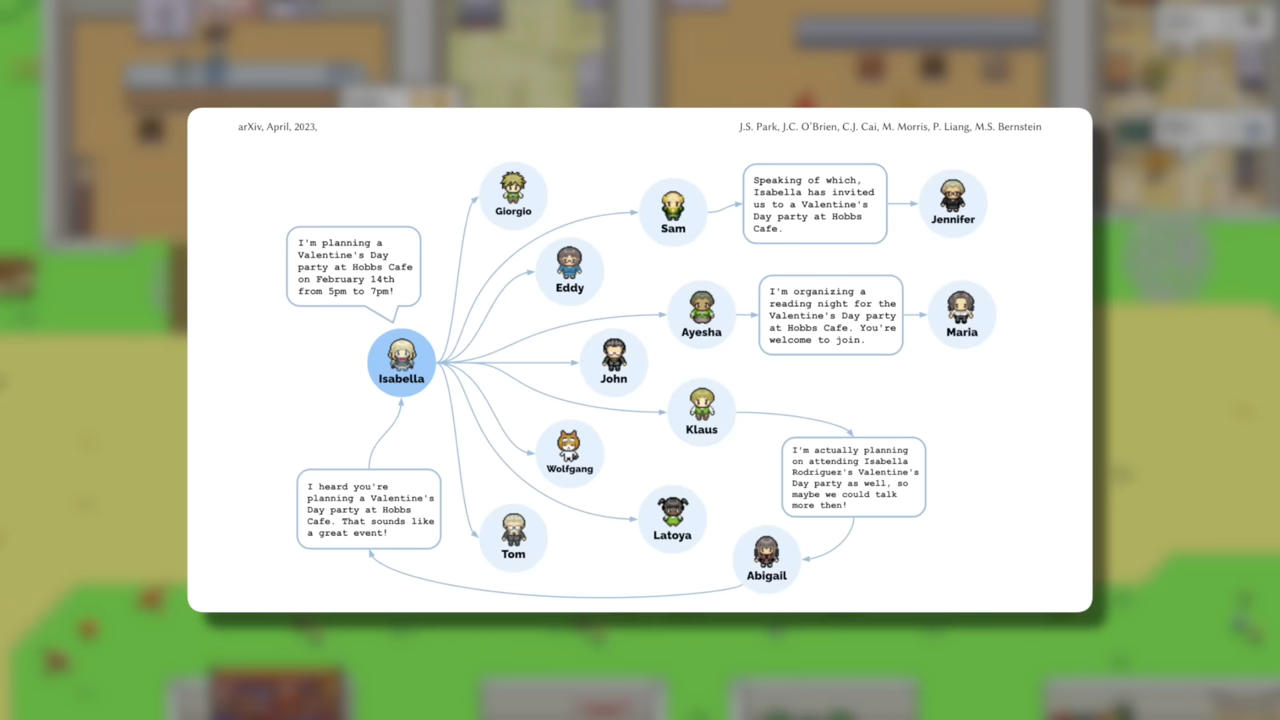 arXiv, April, 2023,
J.S. Park, J.C. O'Brien, C.J. Cai, M. Morris, P. Liang, M.S. Bernstein
Giorgio
Sam
Speaking of which,
Isabella has invited
us to a Valentine's
Day party at Hobbs
Cafe.
Jennifer
I'm planning a
Valentine's Day
party at Hobbs Cafe
on February 14th
from 5pm to 7pm!
Eddy
Ayesha
I'm organizing a
reading night for the
Valentine's Day party
at Hobbs Cafe. You're
welcome to join.
Maria
Isabella
John
Klaus
I'm actually planning
on attending Isabella
Rodriguez's Valentine's
Day party as well, so
maybe we could talk
more then!
Wolfgang
I heard you're
planning a Valentine's
Day party at Hobbs
Cafe. That sounds like
a great event!
Tom
Latoya
Abigail